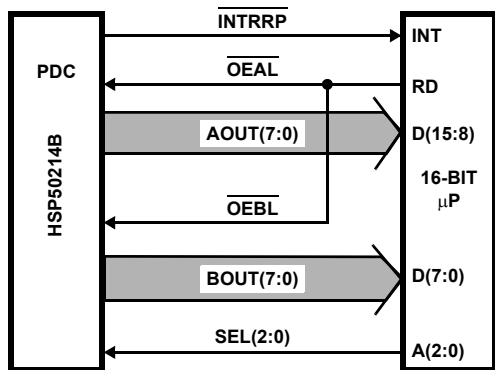 INTRRP
INT
PDC
OEAL
RD
AOUT(7:0)
D(15:8)
HSP50214B
16-BIT
μP
OEBL
BOUT(7:0)
D(7:0)
SEL(2:0)
A(2:0)